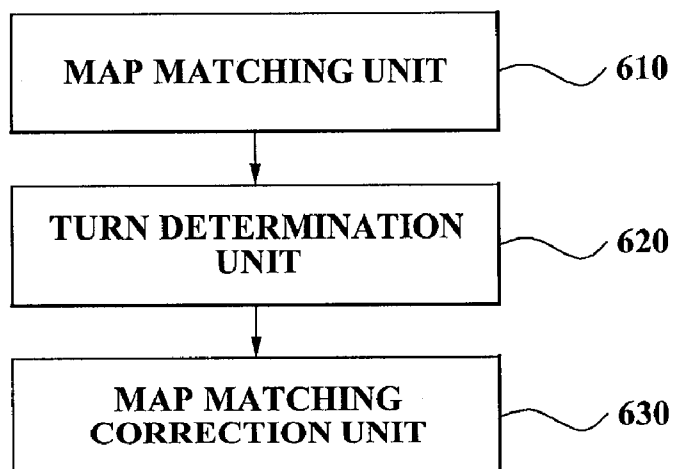 MAP MATCHING UNIT
610
TURN DETERMINATION
UNIT
620
MAP MATCHING
CORRECTION UNIT
630